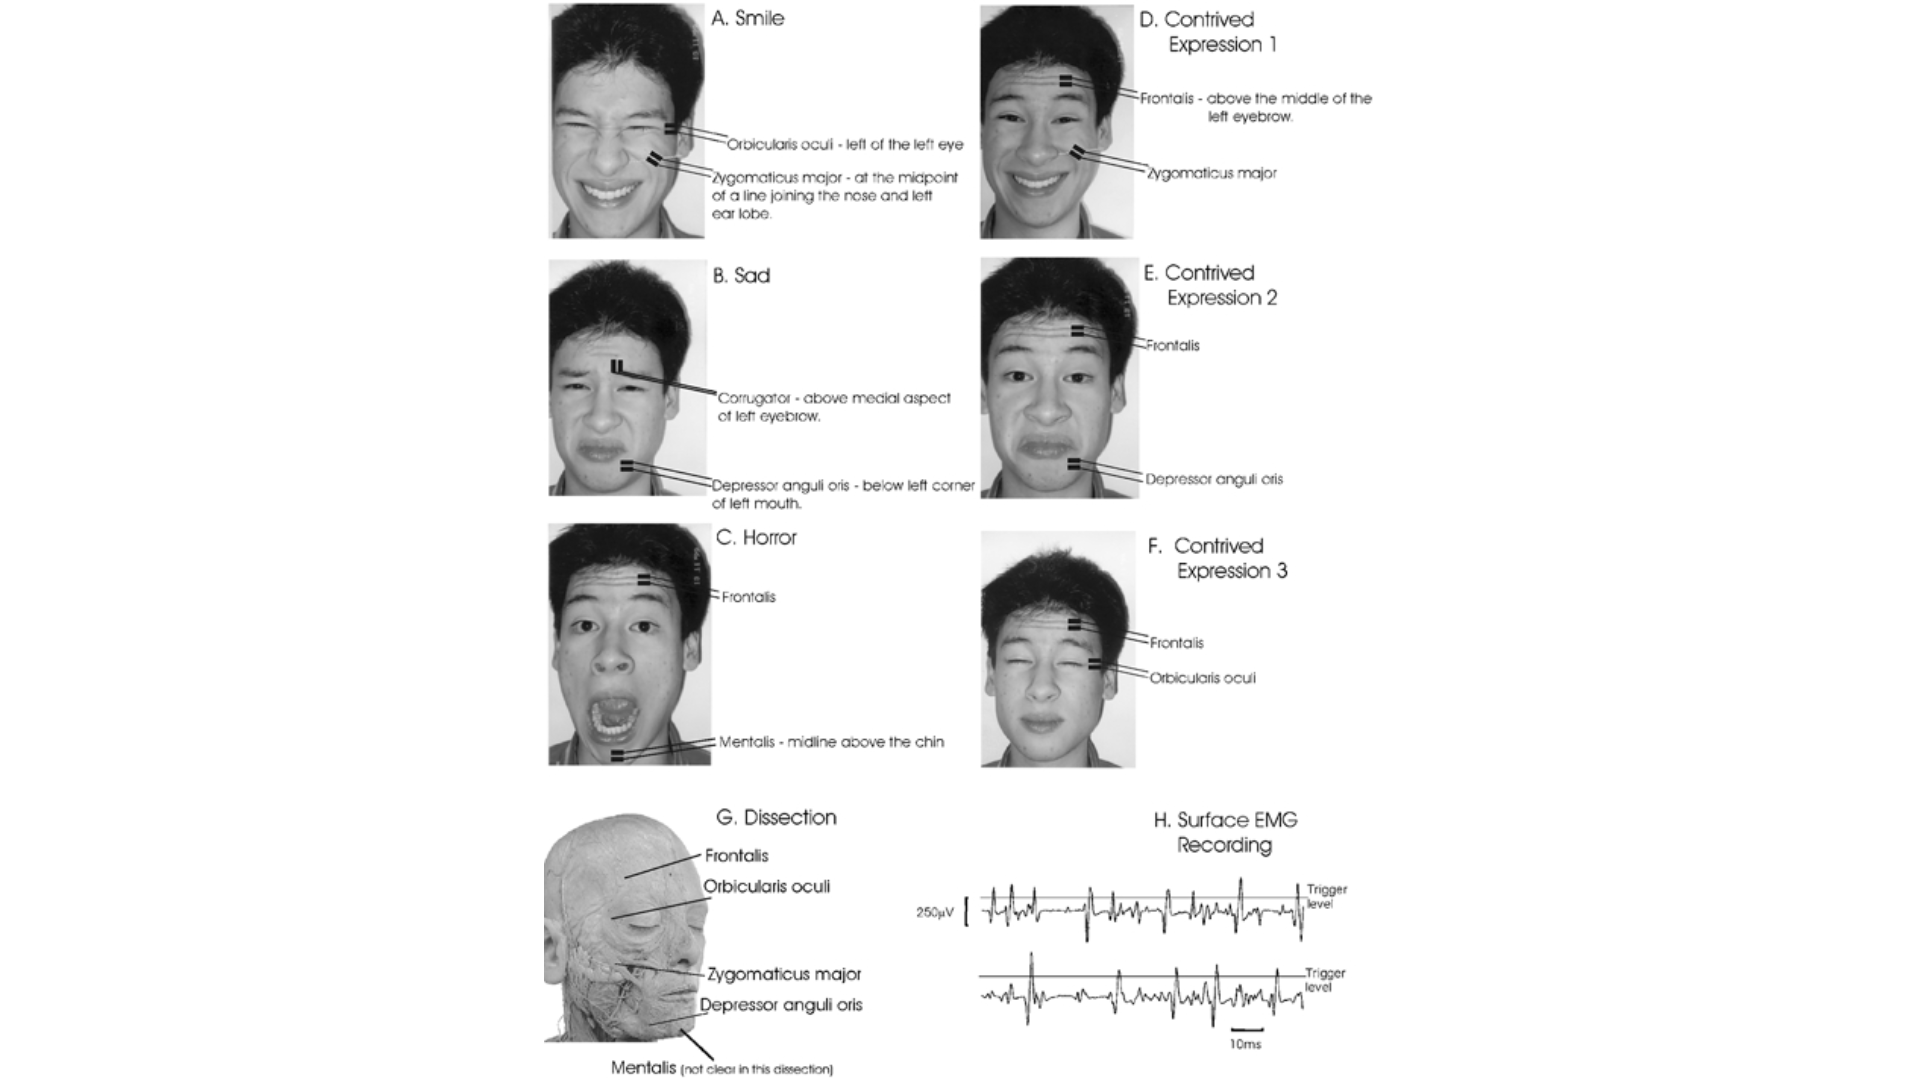 A. Smile
Orbicularis oculi - left of the left eye
Zygomaticus major - at the midpoint
of a line joining the nose and left
ear lobe.
B. Sad
Corrugator - above medial aspect
of left eyebrow.
Depressor anguli oris - below left corner
of left mouth.
C. Horror
Frontalis
Mentalis - midline above the chin
D. Contrived
Expression 1
Frontalis - above the middle of the
left eyebrow.
Zygomaticus major
E. Contrived
Expression 2
Frontalis
Depressor anguli oris
F. Contrived
Expression 3
Frontalis
Orbicularis oculi
G. Dissection
Frontalis
Orbicularis oculi
Zygomaticus major
Depressor anguli oris
Mentalis (not clear in this dissection)
H. Surface EMG
Recording
250µV
Trigger
level
Trigger
level
10ms